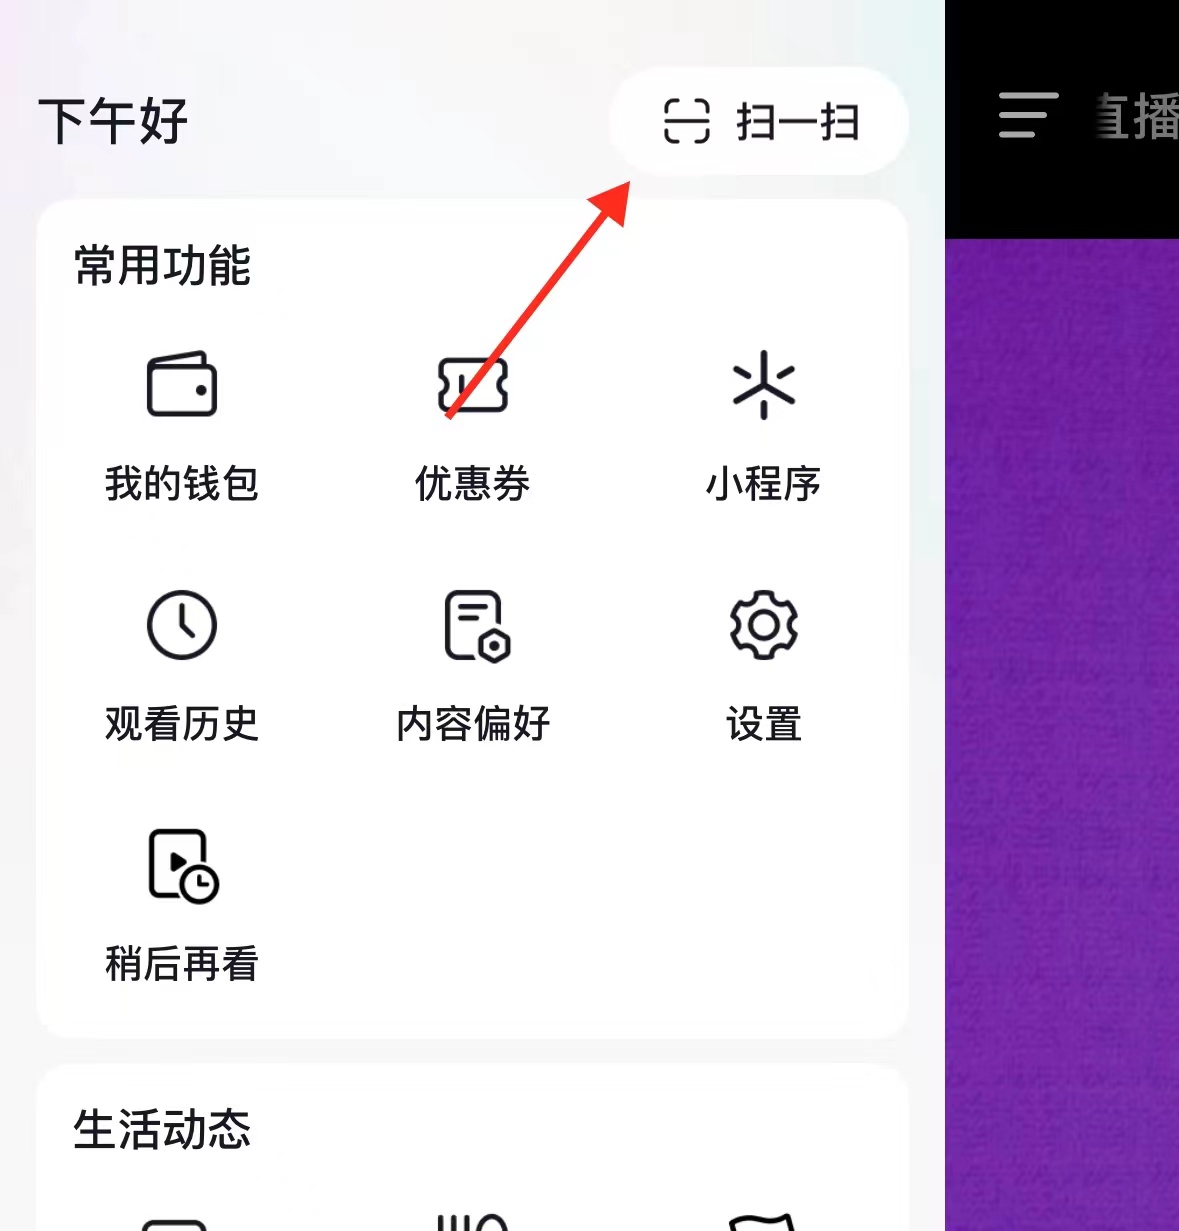 下午好
扫一扫
直播
常用功能
我的钱包
优惠券
小程序
观看历史
内容偏好
设置
稍后再看
生活动态